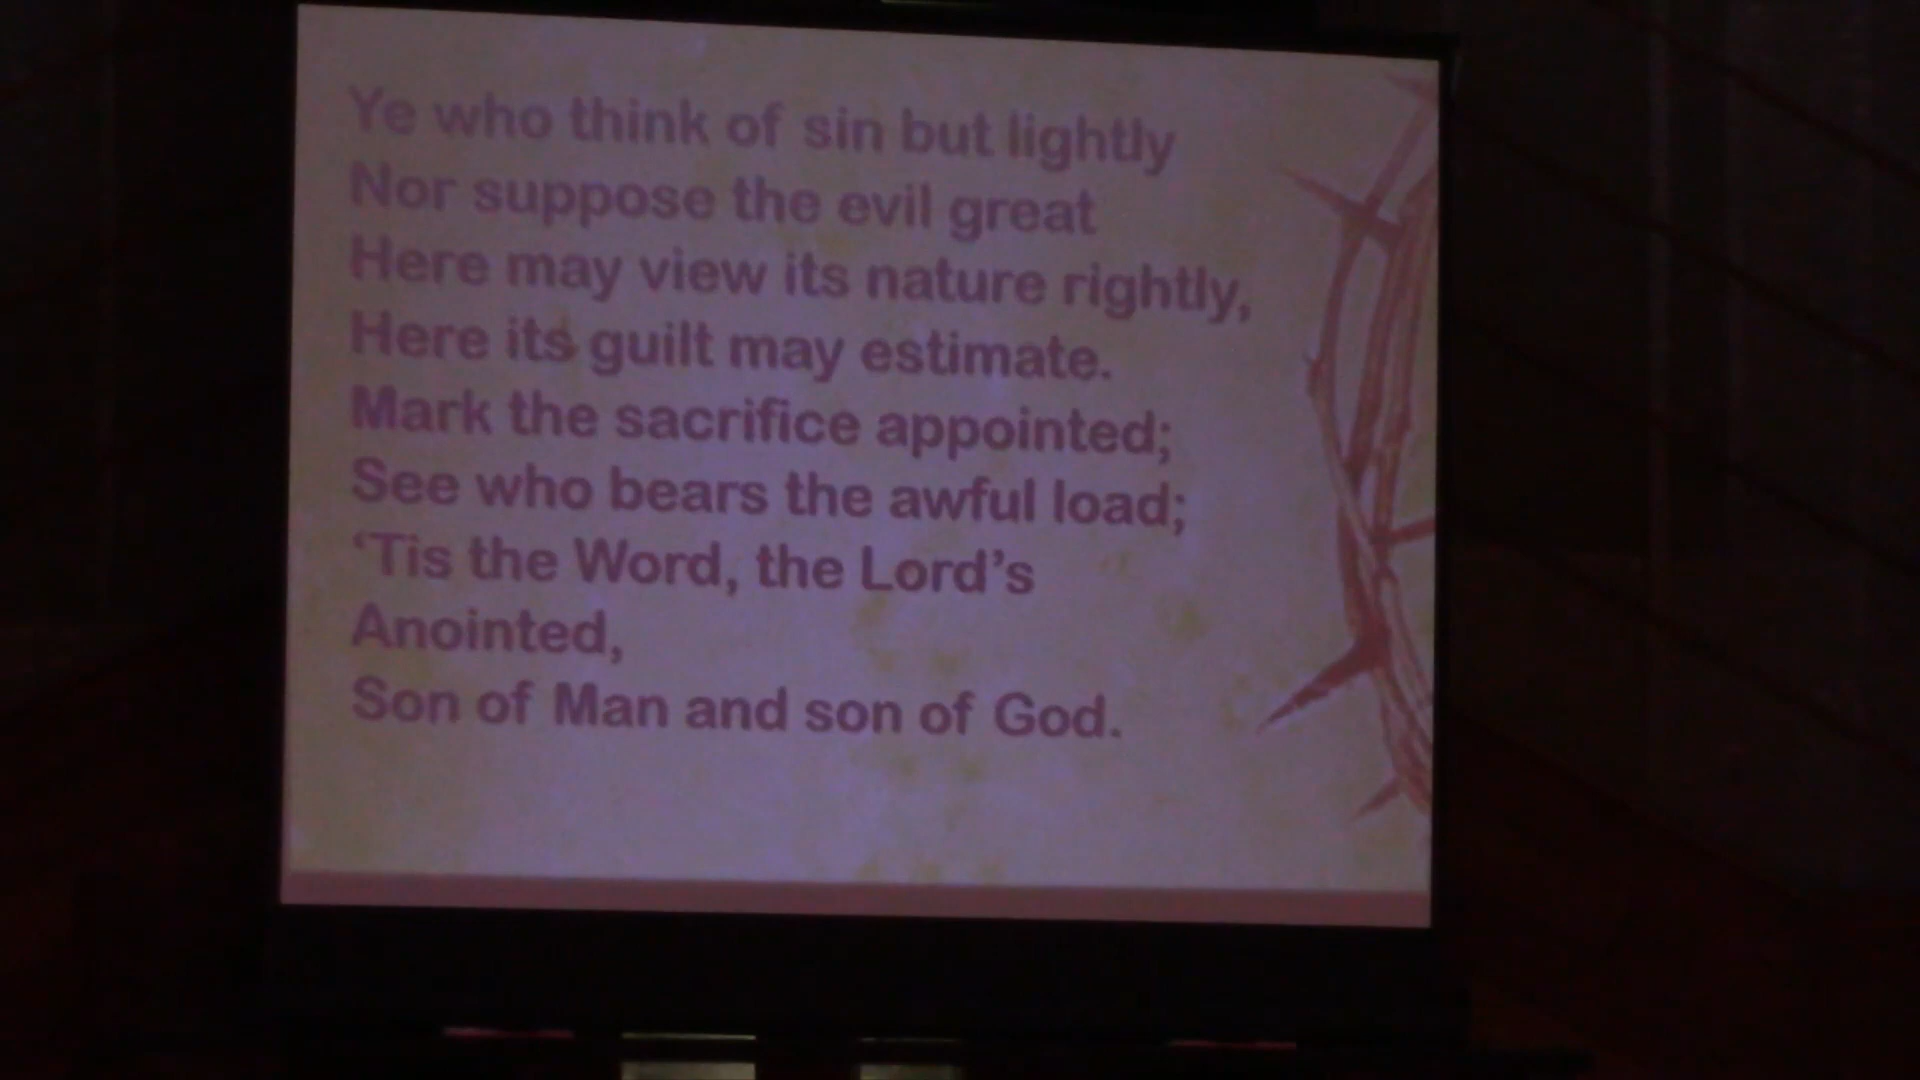 Ye who think of sin but lightly
Nor suppose the evil great
Here may view its nature rightly,
Here its guilt may estimate.
Mark the sacrifice appointed;
See who bears the awful load;
‘Tis the Word, the Lord’s
Anointed,
Son of Man and son of God.